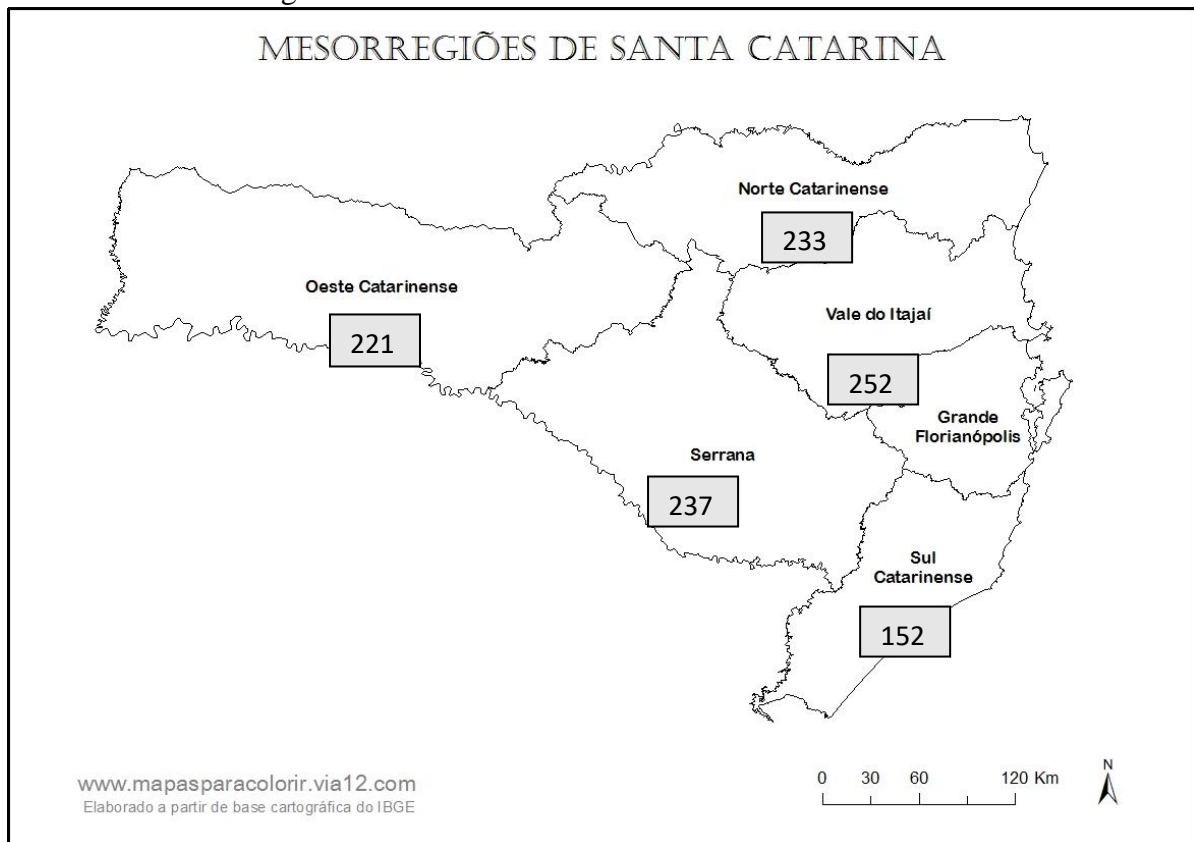 MESORREGIÕES DE SANTA CATARINA
Norte Catarinense
233
Oeste Catarinense
221
Vale do Itajaí
252
Grande
Florianópolis
Serrana
237
Sul
Catarinense
152
www.mapasparacolorir.via12.com
Elaborado a partir de base cartográfica do IBGE
0 30 60 120 Km
N